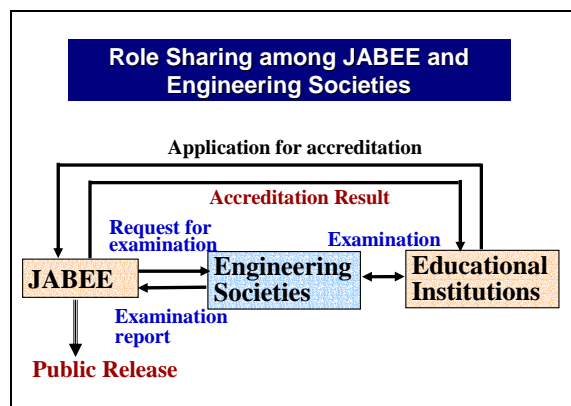 Role Sharing among JABEE and
Engineering Societies
Application for accreditation
Accreditation Result
Request for
examination
Examination
JABEE
Engineering
Societies
Educational
Institutions
Examination
report
Public Release